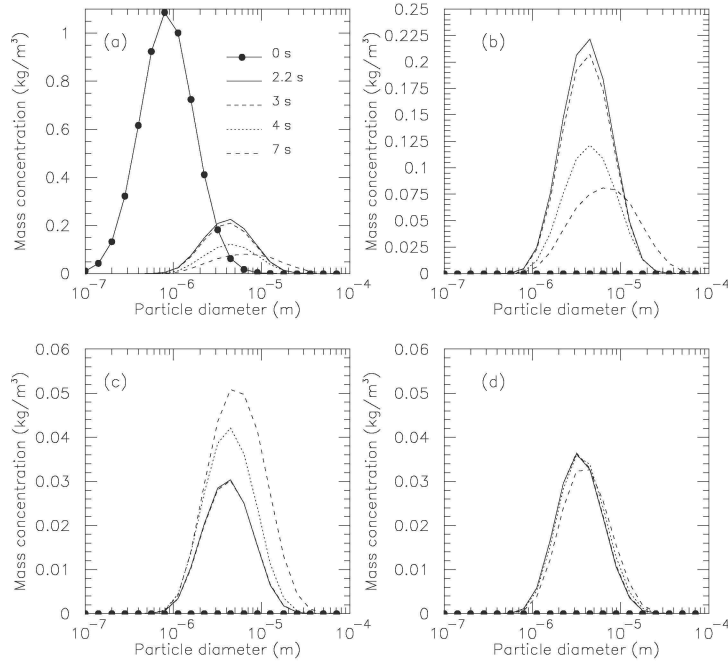 (a)
0 s
2.2 s
3 s
4 s
7 s
1
0.8
0.6
0.4
0.2
0
Mass concentration (kg/m³)
10⁻⁷ 10⁻⁶ 10⁻⁵ 10⁻⁴
Particle diameter (m)
(b)
0.25
0.225
0.2
0.175
0.15
0.125
0.1
0.075
0.05
0.025
0
Mass concentration (kg/m³)
10⁻⁷ 10⁻⁶ 10⁻⁵ 10⁻⁴
Particle diameter (m)
(c)
0.06
0.05
0.04
0.03
0.02
0.01
0
Mass concentration (kg/m³)
10⁻⁷ 10⁻⁶ 10⁻⁵ 10⁻⁴
Particle diameter (m)
(d)
0.06
0.05
0.04
0.03
0.02
0.01
0
Mass concentration (kg/m³)
10⁻⁷ 10⁻⁶ 10⁻⁵ 10⁻⁴
Particle diameter (m)